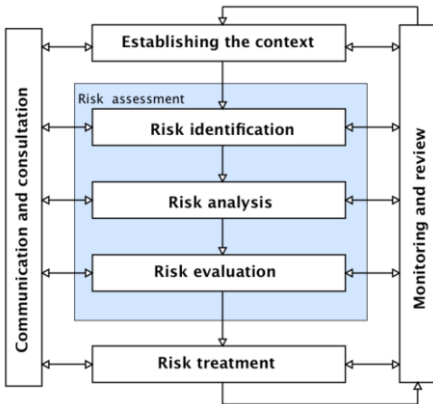 Establishing the context
Risk assessment
Risk identification
Risk analysis
Risk evaluation
Risk treatment
Communication and consultation
Monitoring and review